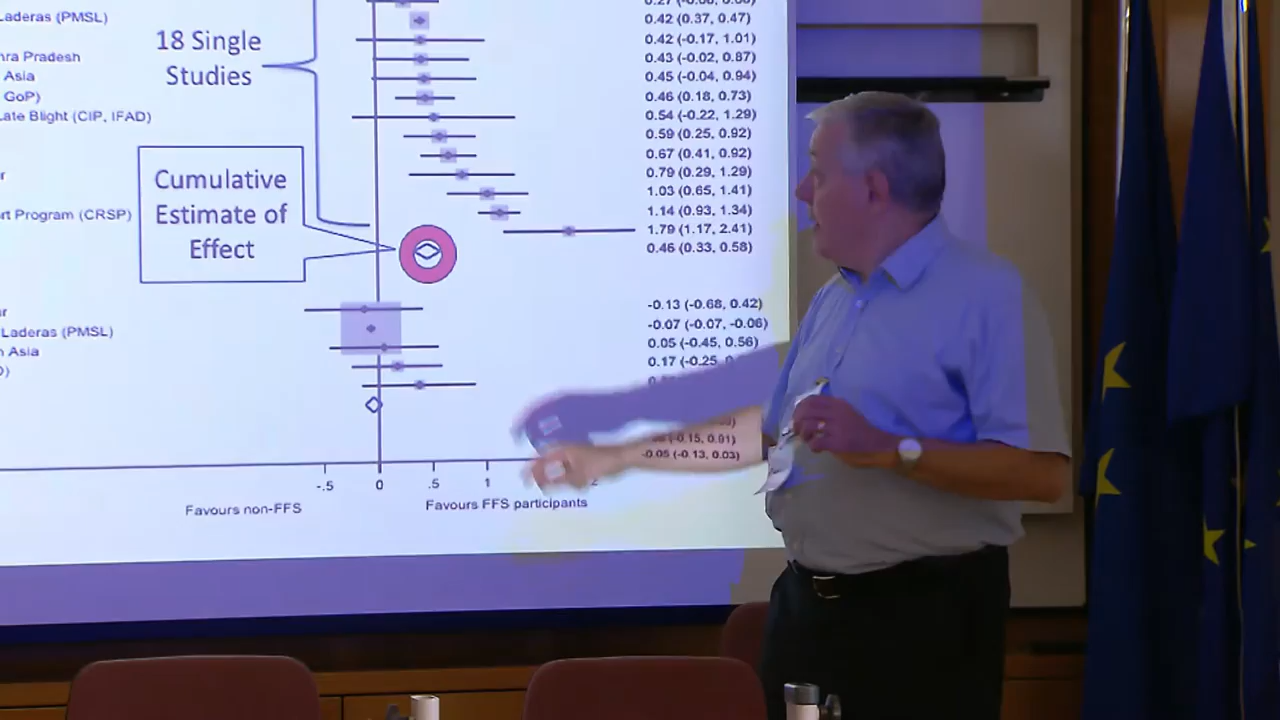 Laderas (PMSL)
0.42 (0.37, 0.47)
18 Single
Studies
0.42 (-0.17, 1.01)
Pradesh
0.43 (-0.02, 0.87)
Asia
0.45 (-0.04, 0.94)
GoP)
0.46 (0.18, 0.73)
Late Blight (CIP, IFAD)
0.54 (-0.22, 1.29)
0.59 (0.25, 0.92)
0.67 (0.41, 0.92)
0.79 (0.29, 1.29)
Cumulative
Estimate of
Effect
1.03 (0.65, 1.41)
Program (CRSP)
1.14 (0.93, 1.34)
1.79 (1.17, 2.41)
0.46 (0.33, 0.58)
-0.13 (-0.68, 0.42)
Laderas (PMSL)
-0.07 (-0.07, -0.06)
Asia
0.05 (-0.45, 0.56)
0.17 (-0.25,
(-0.15, 0.01)
-0.05 (-0.13, 0.03)
-.5 0 .5 1 2
Favours non-FFS Favours FFS participants